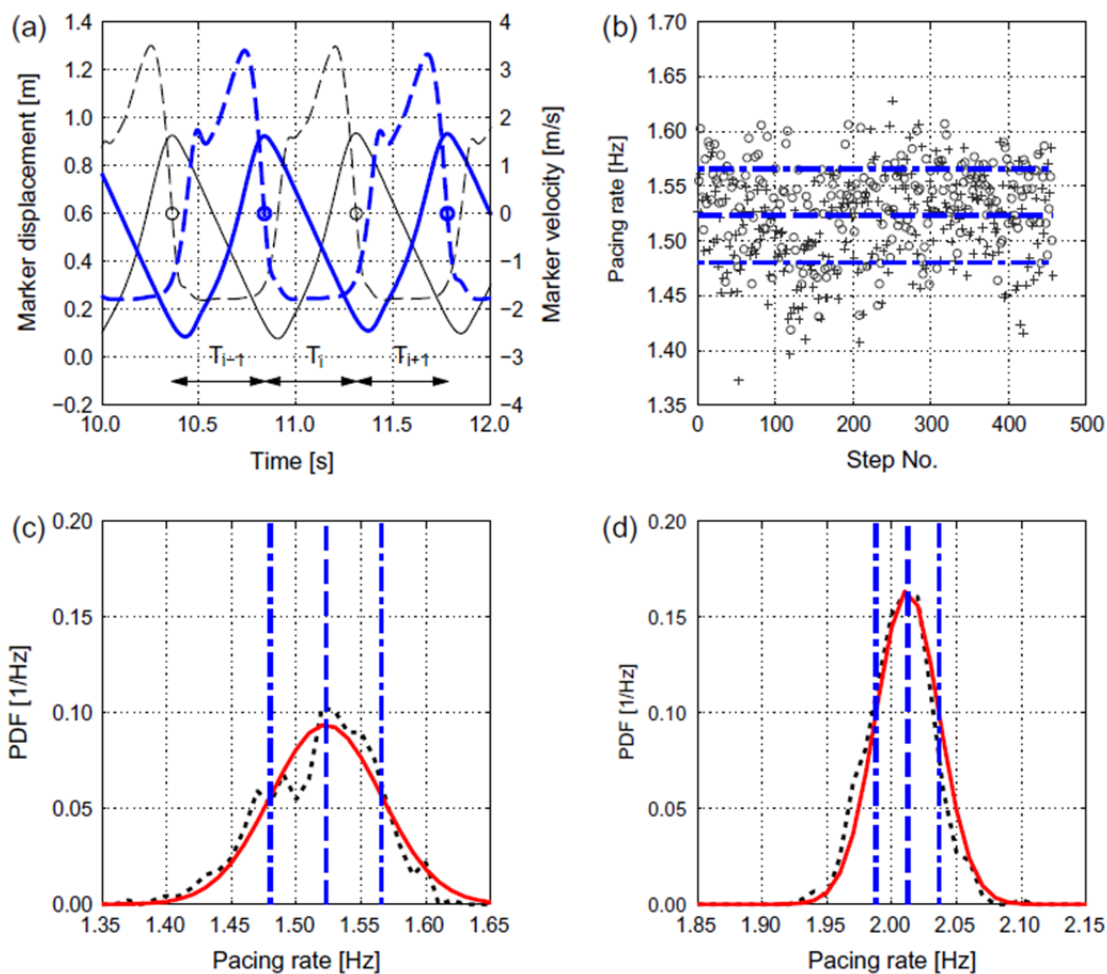 (a)
1.4
1.2
1.0
0.8
0.6
0.4
0.2
0.0
-0.2
Marker displacement [m]
4
3
2
1
0
-1
-2
-3
-4
Marker velocity [m/s]
T i-1
T i
T i+1
10.0 10.5 11.0 11.5 12.0
Time [s]
(b)
1.70
1.65
1.60
1.55
1.50
1.45
1.40
1.35
Pacing rate [Hz]
0 100 200 300 400 500
Step No.
(c)
0.20
0.15
0.10
0.05
0.00
PDF [1/Hz]
1.35 1.40 1.45 1.50 1.55 1.60 1.65
Pacing rate [Hz]
(d)
0.20
0.15
0.10
0.05
0.00
PDF [1/Hz]
1.85 1.90 1.95 2.00 2.05 2.10 2.15
Pacing rate [Hz]